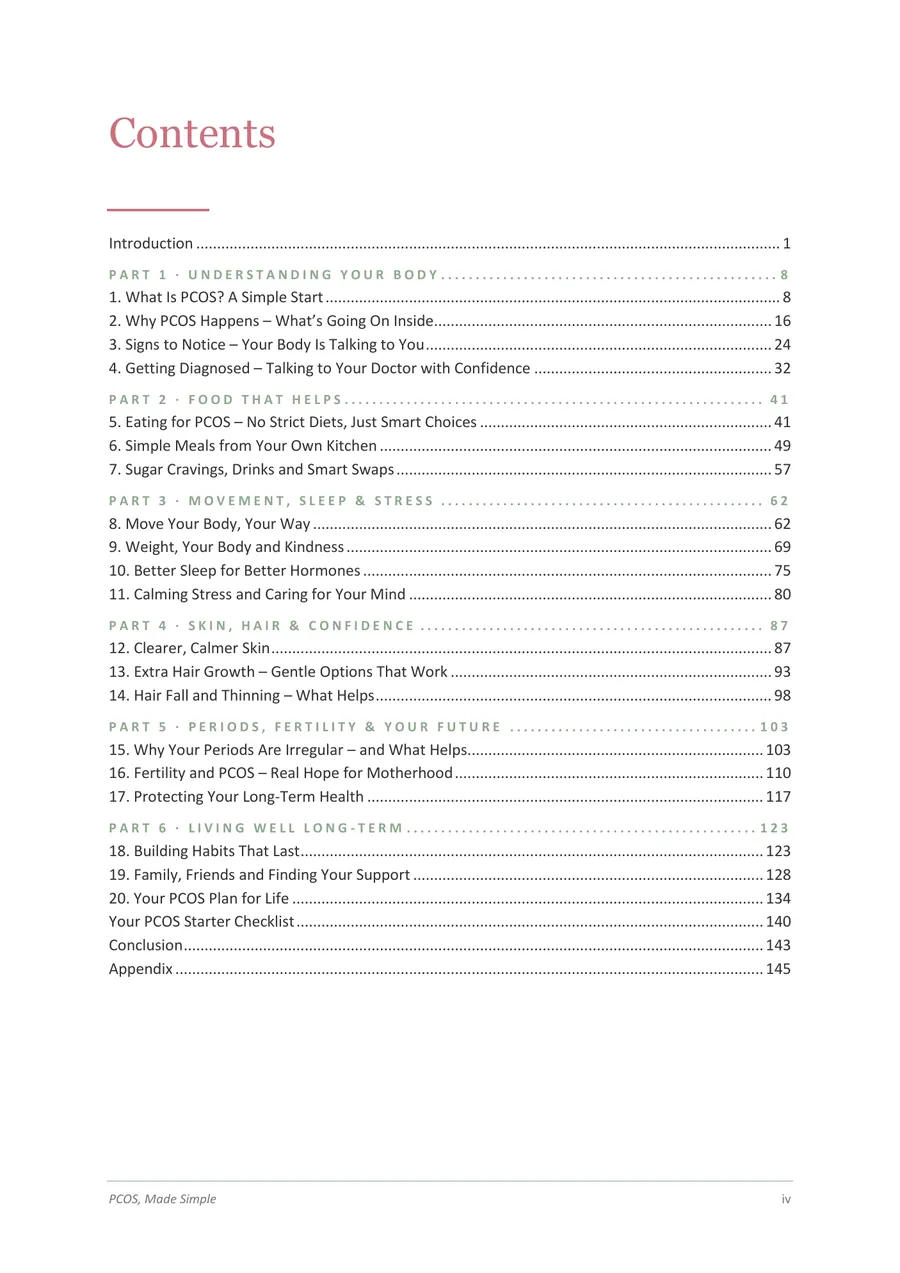 Contents
Introduction ........ 1
PART 1 · UNDERSTANDING YOUR BODY ........ 8
1. What Is PCOS? A Simple Start ........ 8
2. Why PCOS Happens – What’s Going On Inside ........ 16
3. Signs to Notice – Your Body Is Talking to You ........ 24
4. Getting Diagnosed – Talking to Your Doctor with Confidence ........ 32
PART 2 · FOOD THAT HELPS ........ 41
5. Eating for PCOS – No Strict Diets, Just Smart Choices ........ 41
6. Simple Meals from Your Own Kitchen ........ 49
7. Sugar Cravings, Drinks and Smart Swaps ........ 57
PART 3 · MOVEMENT, SLEEP & STRESS ........ 62
8. Move Your Body, Your Way ........ 62
9. Weight, Your Body and Kindness ........ 69
10. Better Sleep for Better Hormones ........ 75
11. Calming Stress and Caring for Your Mind ........ 80
PART 4 · SKIN, HAIR & CONFIDENCE ........ 87
12. Clearer, Calmer Skin ........ 87
13. Extra Hair Growth – Gentle Options That Work ........ 93
14. Hair Fall and Thinning – What Helps ........ 98
PART 5 · PERIODS, FERTILITY & YOUR FUTURE ........ 103
15. Why Your Periods Are Irregular – and What Helps ........ 103
16. Fertility and PCOS – Real Hope for Motherhood ........ 110
17. Protecting Your Long-Term Health ........ 117
PART 6 · LIVING WELL LONG-TERM ........ 123
18. Building Habits That Last ........ 123
19. Family, Friends and Finding Your Support ........ 128
20. Your PCOS Plan for Life ........ 134
Your PCOS Starter Checklist ........ 140
Conclusion ........ 143
Appendix ........ 145
PCOS, Made Simple iv